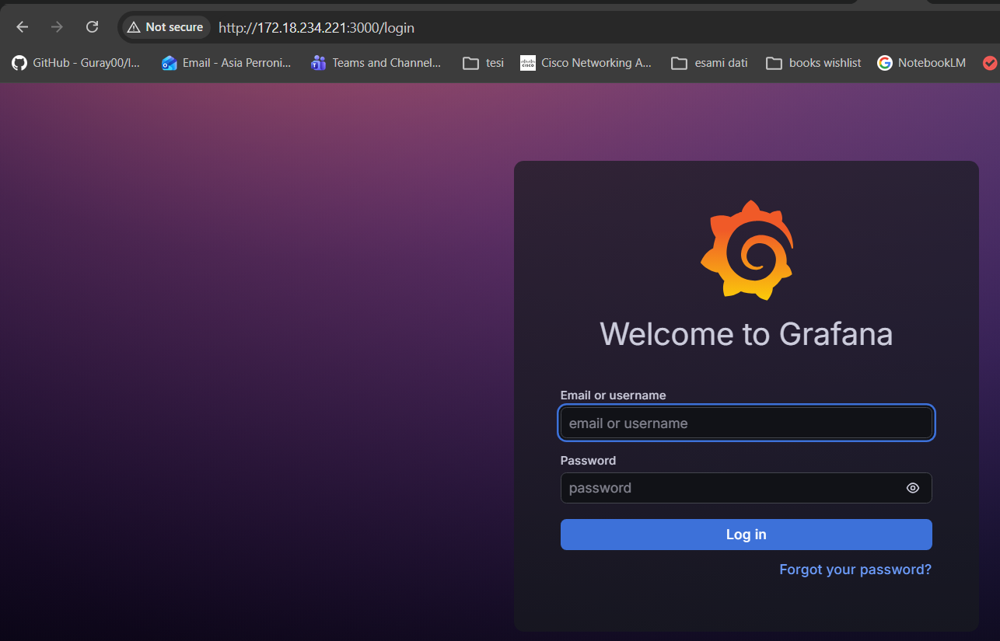 Not secure http://172.18.234.221:3000/login
GitHub - Guray00/I... Email - Asia Perroni... Teams and Channel... tesi Cisco Networking A... esami dati books wishlist NotebookLM
Welcome to Grafana
Email or username
email or username
Password
password
Log in
Forgot your password?